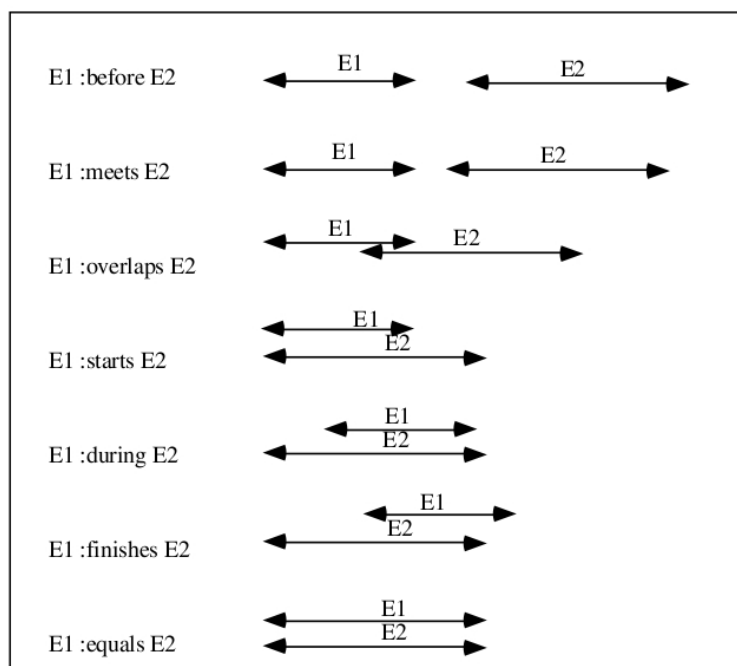 E1 :before E2 E1 E2
E1 :meets E2 E1 E2
E1 :overlaps E2 E1 E2
E1 :starts E2 E1
E2
E1 :during E2 E1
E2
E1 :finishes E2 E1
E2
E1 :equals E2 E1
E2